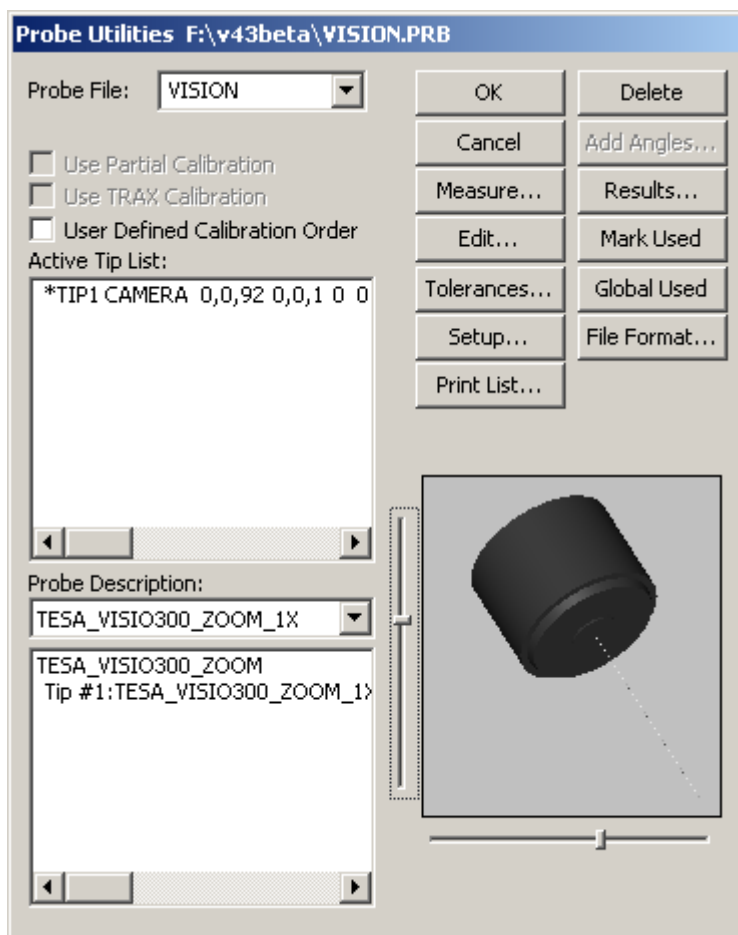 Probe Utilities F:\v43beta\VISION.PRB
Probe File: VISION
Use Partial Calibration
Use TRAX Calibration
User Defined Calibration Order
Active Tip List:
*TIP1 CAMERA 0,0,92 0,0,1 0 0
Probe Description:
TESA_VISIO300_ZOOM_1X
TESA_VISIO300_ZOOM
Tip #1:TESA_VISIO300_ZOOM_1X
OK
Delete
Cancel
Add Angles...
Measure...
Results...
Edit...
Mark Used
Tolerances...
Global Used
Setup...
File Format...
Print List...